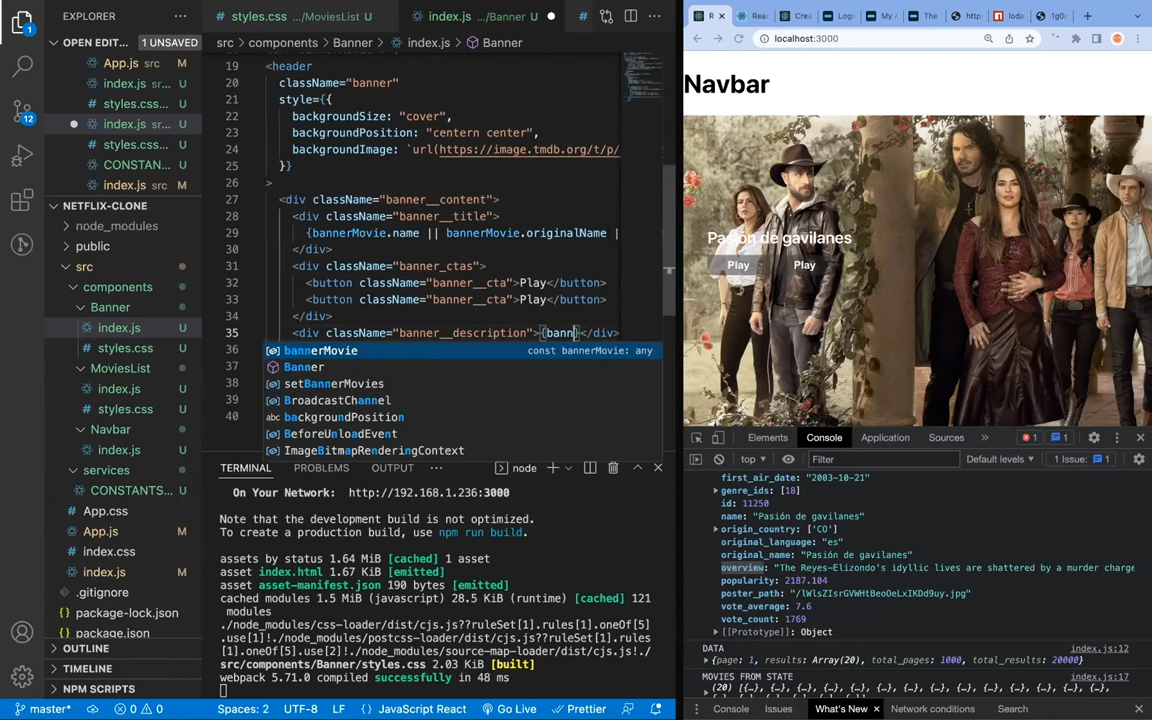 EXPLORER
OPEN EDIT... 1 UNSAVED
App.js src M
index.js sr... U
styles.css... U
index.js sr... U
styles.css... U
CONSTAN... U
index.js src M
NETFLIX-CLONE
node_modules
public
src
components
Banner
index.js U
styles.css U
MoviesList
index.js U
styles.css U
Navbar
index.js U
services
CONSTANTS... U
App.css
App.js M
index.css
index.js M
.gitignore
package-lock.json
package.json
OUTLINE
TIMELINE
NPM SCRIPTS
1
12
styles.css .../MoviesList U
index.js .../Banner U
src > components > Banner > index.js > Banner
19 <header
20 className="banner"
21 style={{
22 backgroundSize: "cover",
23 backgroundPosition: "centern center",
24 backgroundImage: `url(https://image.tmdb.org/t/p/
25 }}
26 >
27 <div className="banner__content">
28 <div className="banner__title">
29 {bannerMovie.name || bannerMovie.originalName |
30 </div>
31 <div className="banner_ctas">
32 <button className="banner__cta">Play</button>
33 <button className="banner__cta">Play</button>
34 </div>
35 <div className="banner__description">{bann}</div>
36
37
38
39
40
bannerMovie const bannerMovie: any
Banner
setBannerMovies
BroadcastChannel
backgroundPosition
BeforeUnloadEvent
ImageBitmapRenderingContext
TERMINAL PROBLEMS OUTPUT ... node
On Your Network: http://192.168.1.236:3000
Note that the development build is not optimized.
To create a production build, use npm run build.
assets by status 1.64 MiB [cached] 1 asset
asset index.html 1.67 KiB [emitted]
asset asset-manifest.json 190 bytes [emitted]
cached modules 1.5 MiB (javascript) 28.5 KiB (runtime) [cached] 121
modules
./node_modules/css-loader/dist/cjs.js??ruleSet[1].rules[1].oneOf[5]
.use[1]!./node_modules/postcss-loader/dist/cjs.js??ruleSet[1].rules
[1].oneOf[5].use[2]!./node_modules/source-map-loader/dist/cjs.js!./
src/components/Banner/styles.css 2.03 KiB [built]
webpack 5.71.0 compiled successfully in 48 ms
master* 0 0 Spaces: 2 UTF-8 LF JavaScript React Go Live Prettier
Rea
Cre
Log
My
The
http
loda
1g0
localhost:3000
Navbar
Pasión de gavilanes
Play Play
Elements Console Application Sources 1 1
top Filter Default levels 1 Issue: 1
first_air_date: "2003-10-21"
genre_ids: [18]
id: 11250
name: "Pasión de gavilanes"
origin_country: ['CO']
original_language: "es"
original_name: "Pasión de gavilanes"
overview: "The Reyes-Elizondo's idyllic lives are shattered by a murder charge
popularity: 2187.104
poster_path: "/lWlsZIsrGVWHtBeoOeLxIKDd9uy.jpg"
vote_average: 7.6
vote_count: 1769
[[Prototype]]: Object
DATA index.js:12
{page: 1, results: Array(20), total_pages: 1000, total_results: 20000}
MOVIES FROM STATE index.js:17
(20) [{…}, {…}, {…}, {…}, {…}, {…}, {…}, {…}, {…}, {…}, {…}, {…},
Console Issues What's New Network conditions Search